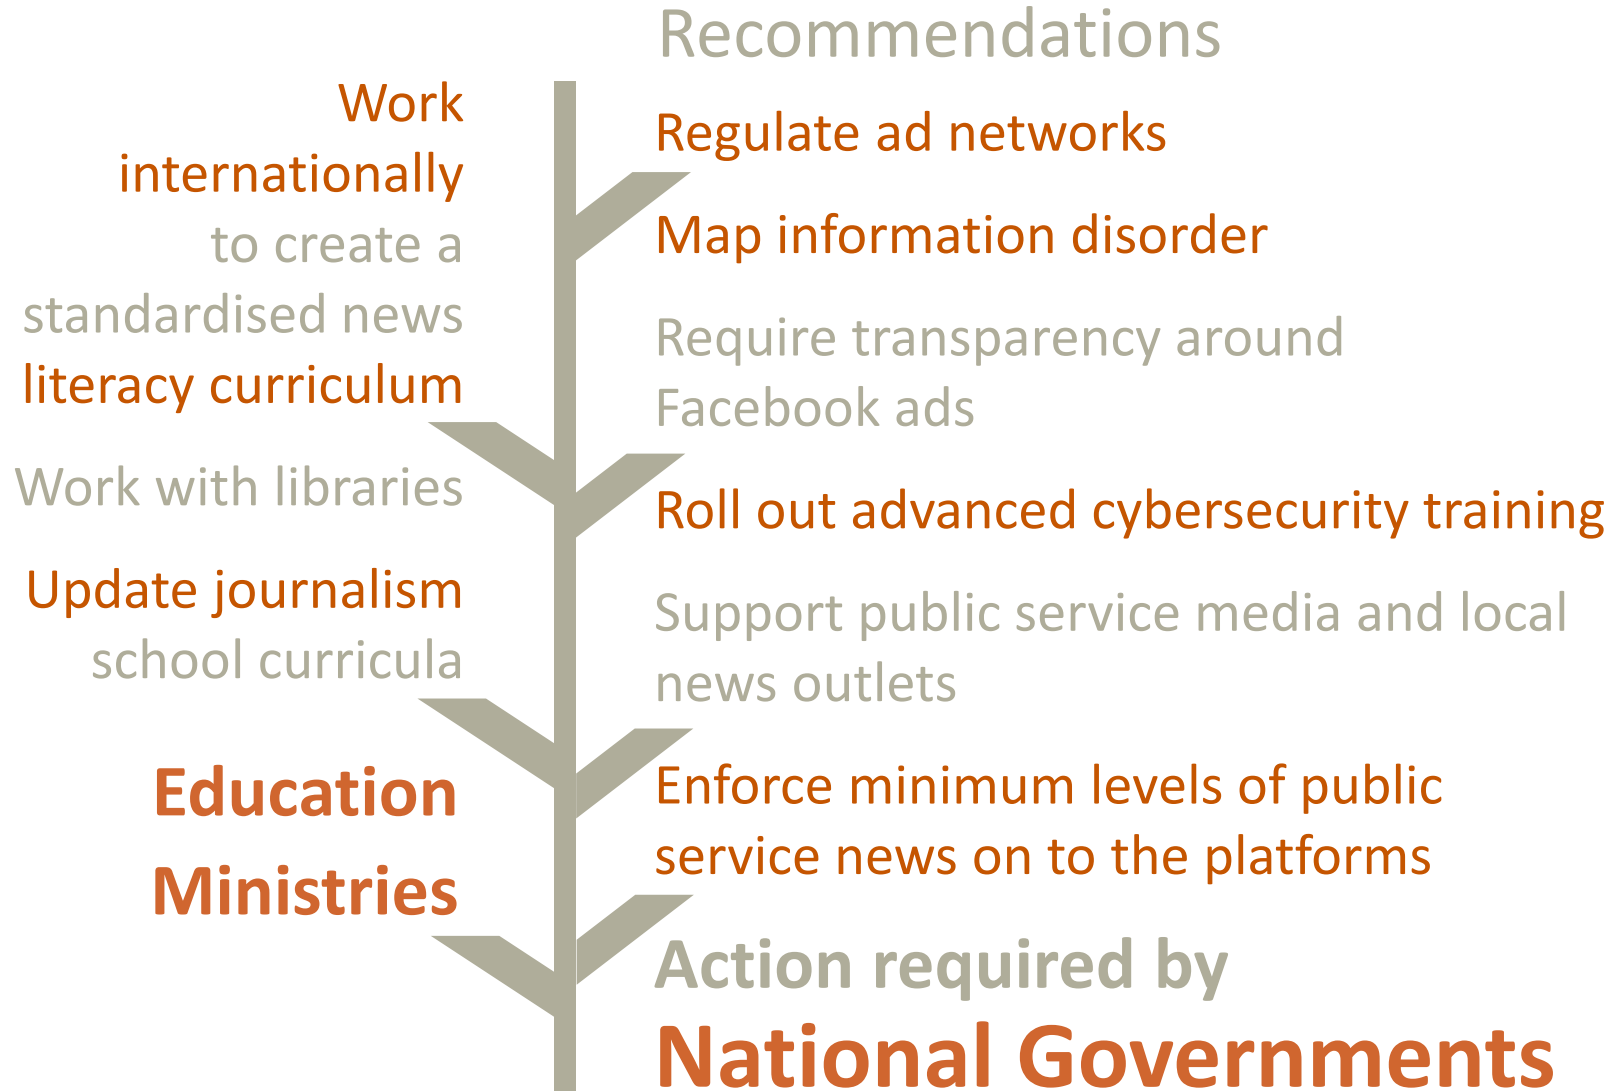 Recommendations
Work
internationally
to create a
standardised news
literacy curriculum
Work with libraries
Update journalism
school curricula
Education
Ministries
Regulate ad networks
Map information disorder
Require transparency around
Facebook ads
Roll out advanced cybersecurity training
Support public service media and local
news outlets
Enforce minimum levels of public
service news on to the platforms
Action required by
National Governments